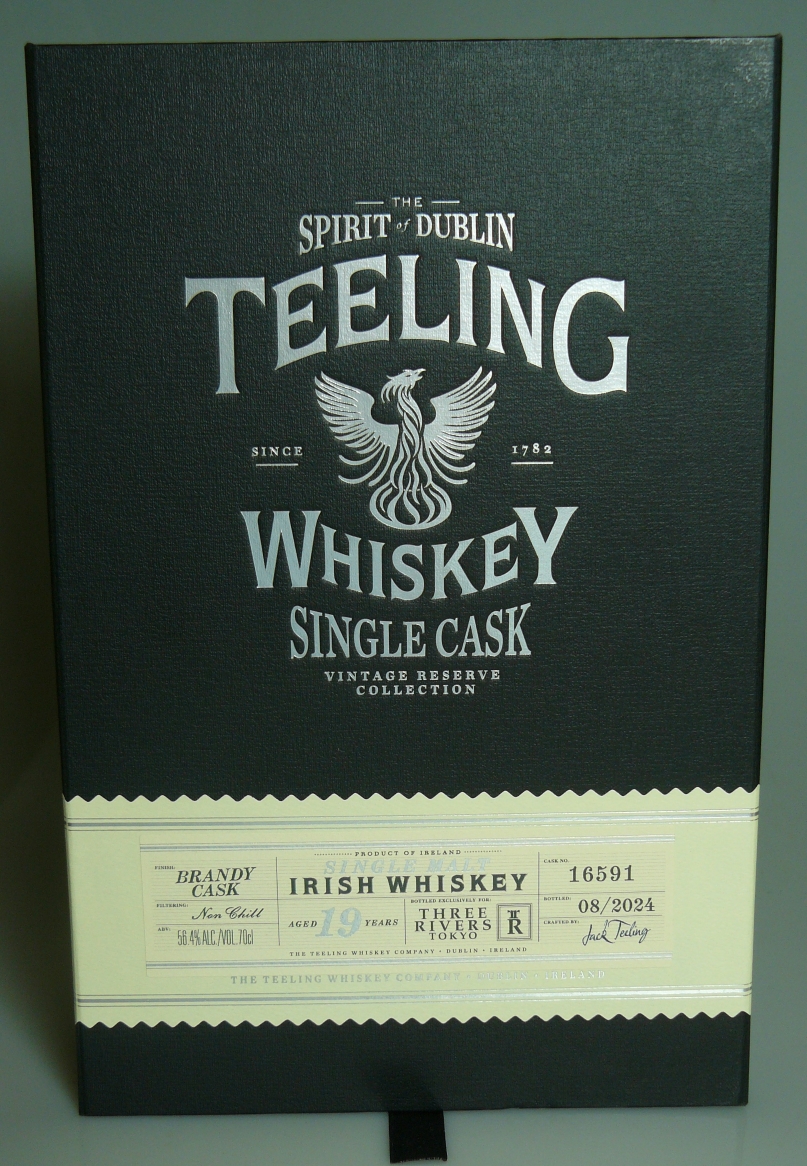 THE
SPIRIT of DUBLIN
TEELING
SINCE 1782
WHISKEY
SINGLE CASK
VINTAGE RESERVE
COLLECTION
FINISH:
BRANDY
CASK
FILTERING:
Non Chill
ABV:
56.4% ALC./VOL. 70cl
PRODUCT OF IRELAND
SINGLE MALT
IRISH WHISKEY
AGED 19 YEARS
BOTTLED EXCLUSIVELY FOR:
THREE
RIVERS
TOKYO
TR
THE TEELING WHISKEY COMPANY • DUBLIN • IRELAND
CASK NO.
16591
BOTTLED:
08/2024
CRAFTED BY:
Jack Teeling
THE TEELING WHISKEY COMPANY • DUBLIN • IRELAND